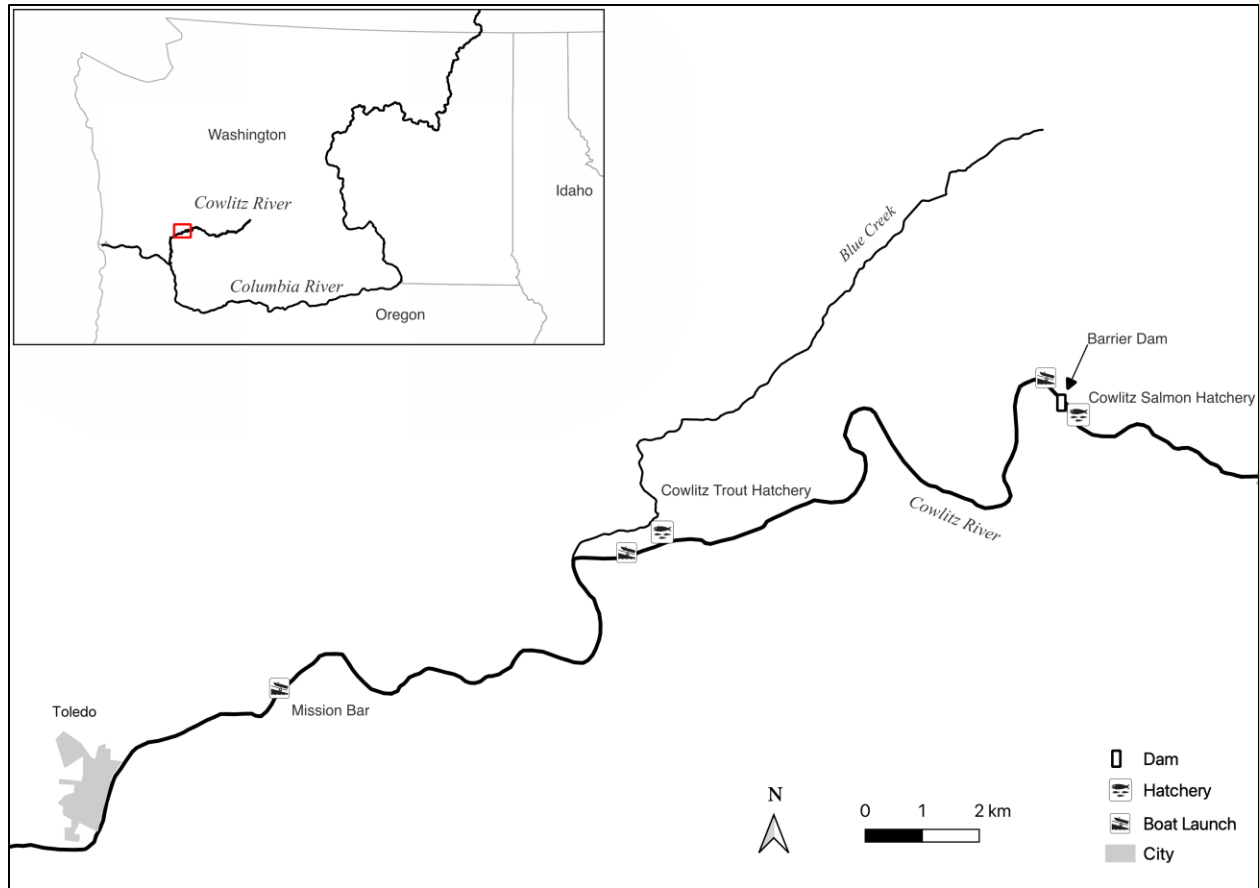 Washington
Idaho
Cowlitz River
Columbia River
Oregon
Blue Creek
Barrier Dam
Cowlitz Salmon Hatchery
Cowlitz Trout Hatchery
Cowlitz River
Mission Bar
Toledo
N
0 1 2 km
Dam
Hatchery
Boat Launch
City